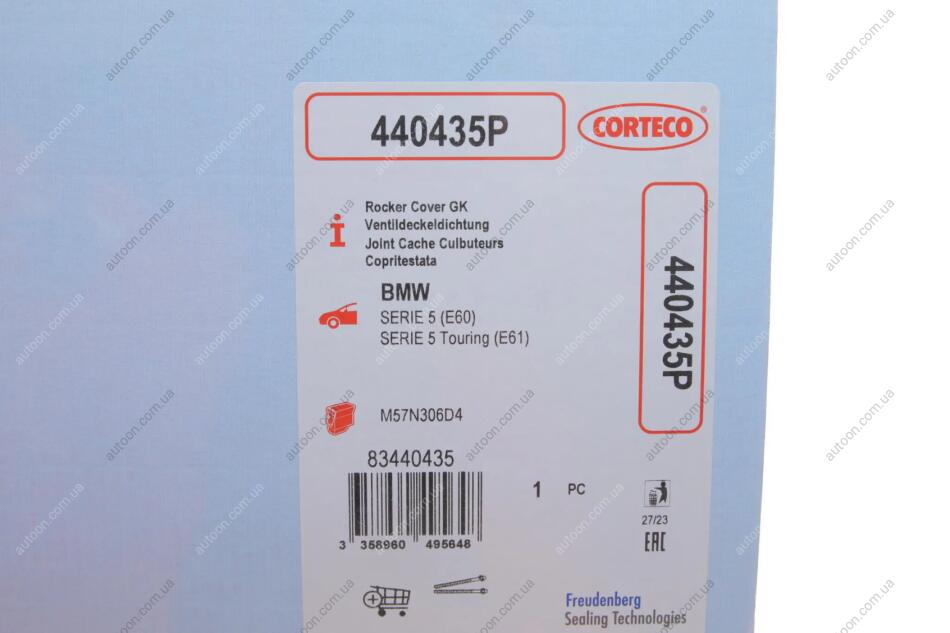 440435P
CORTECO®
Rocker Cover GK
Ventildeckeldichtung
Joint Cache Culbuteurs
Copritestata
440435P
BMW
SERIE 5 (E60)
SERIE 5 Touring (E61)
M57N306D4
83440435
1 PC
27/23
EAC
3 358960 495648
Freudenberg
Sealing Technologies
autoon.com.ua